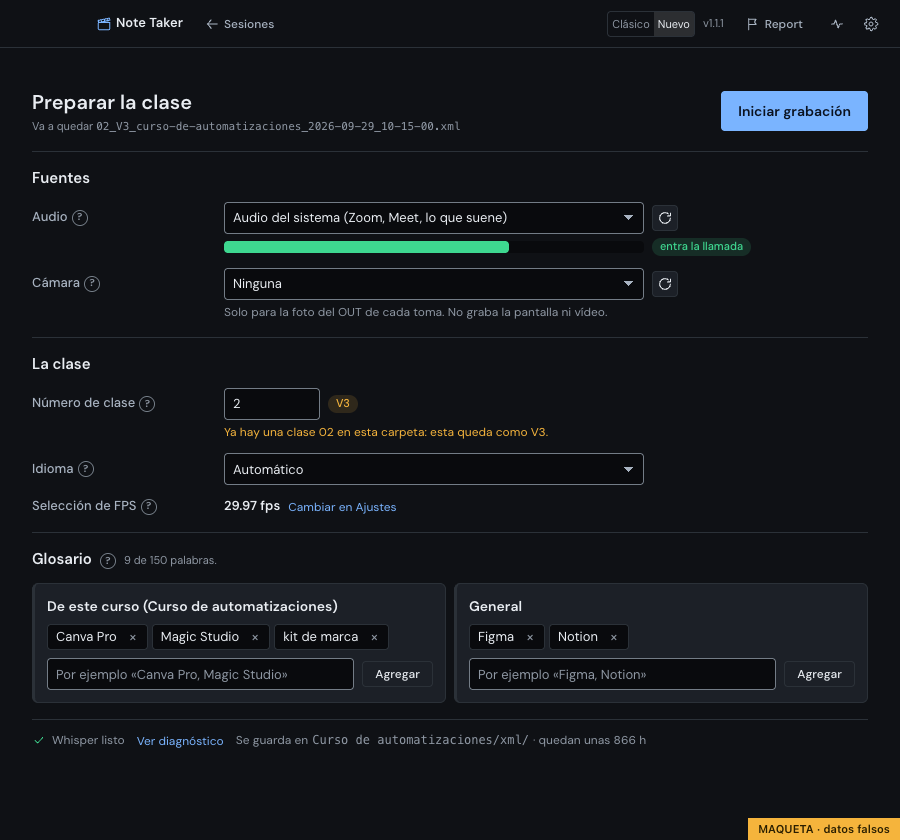 Note Taker
← Sesiones
Clásico Nuevo v1.1.1 Report
Preparar la clase
Va a quedar 02_V3_curso-de-automatizaciones_2026-09-29_10-15-00.xml
Iniciar grabación
Fuentes
Audio ?
Audio del sistema (Zoom, Meet, lo que suene)
entra la llamada
Cámara ?
Ninguna
Solo para la foto del OUT de cada toma. No graba la pantalla ni vídeo.
La clase
Número de clase ?
2 V3
Ya hay una clase 02 en esta carpeta: esta queda como V3.
Idioma ?
Automático
Selección de FPS ?
29.97 fps Cambiar en Ajustes
Glosario ? 9 de 150 palabras.
De este curso (Curso de automatizaciones)
Canva Pro × Magic Studio × kit de marca ×
Por ejemplo «Canva Pro, Magic Studio» Agregar
General
Figma × Notion ×
Por ejemplo «Figma, Notion» Agregar
✓ Whisper listo Ver diagnóstico Se guarda en Curso de automatizaciones/xml/ · quedan unas 866 h
MAQUETA · datos falsos